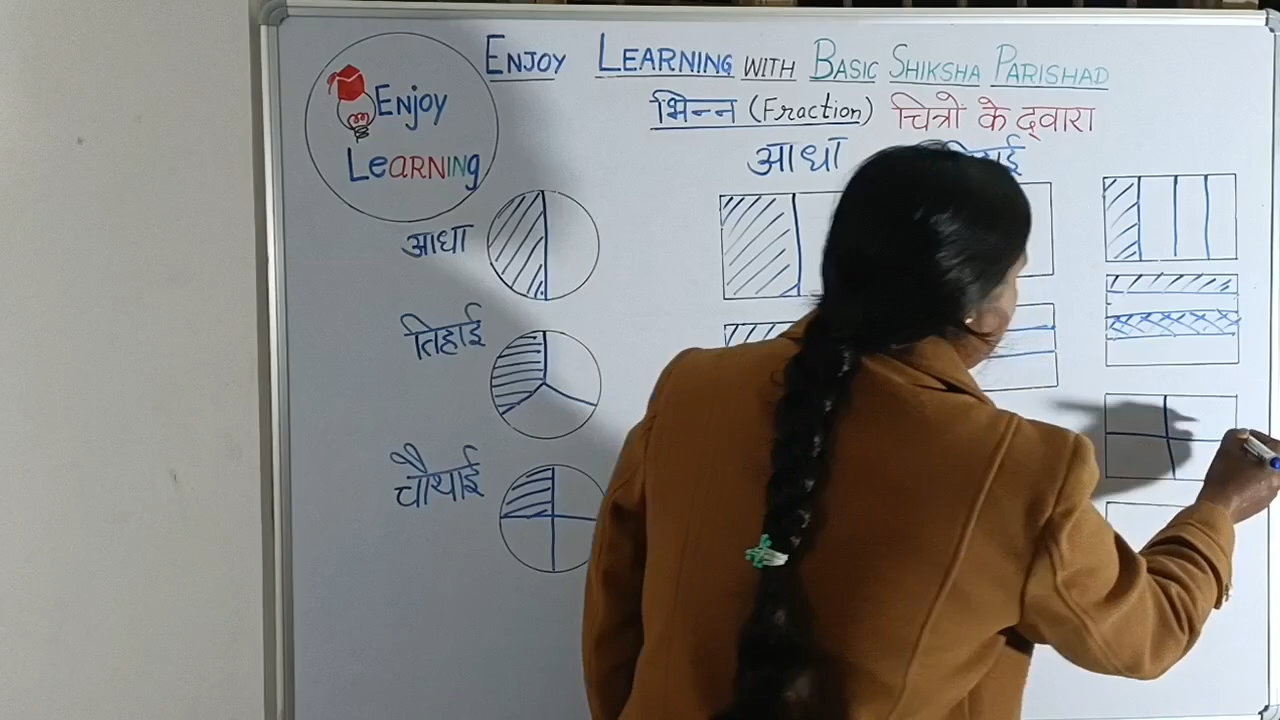 Enjoy Learning with Basic Shiksha Parishad
भिन्न (Fraction) चित्रों के द्वारा
Enjoy
Learning
आधा
आधा
तिहाई
चौथाई